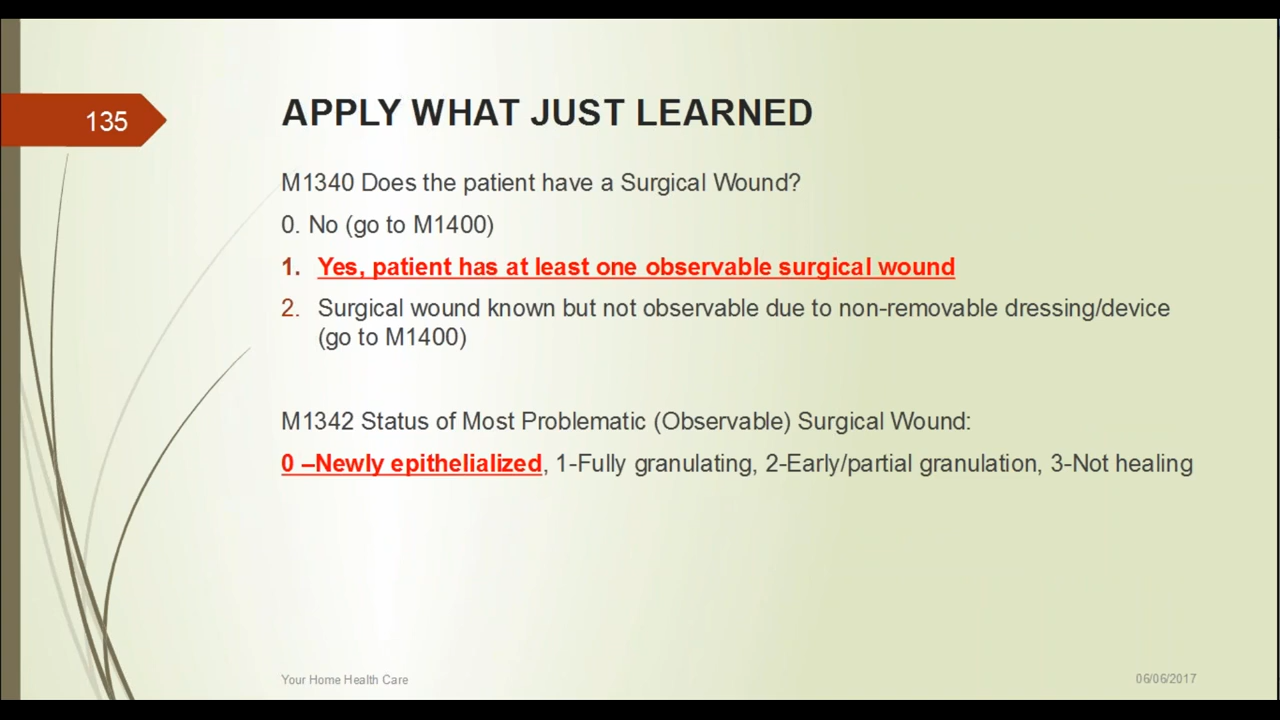 135
APPLY WHAT JUST LEARNED
M1340 Does the patient have a Surgical Wound?
0. No (go to M1400)
1. Yes, patient has at least one observable surgical wound
2. Surgical wound known but not observable due to non-removable dressing/device
(go to M1400)
M1342 Status of Most Problematic (Observable) Surgical Wound:
0 –Newly epithelialized, 1-Fully granulating, 2-Early/partial granulation, 3-Not healing
Your Home Health Care
06/06/2017